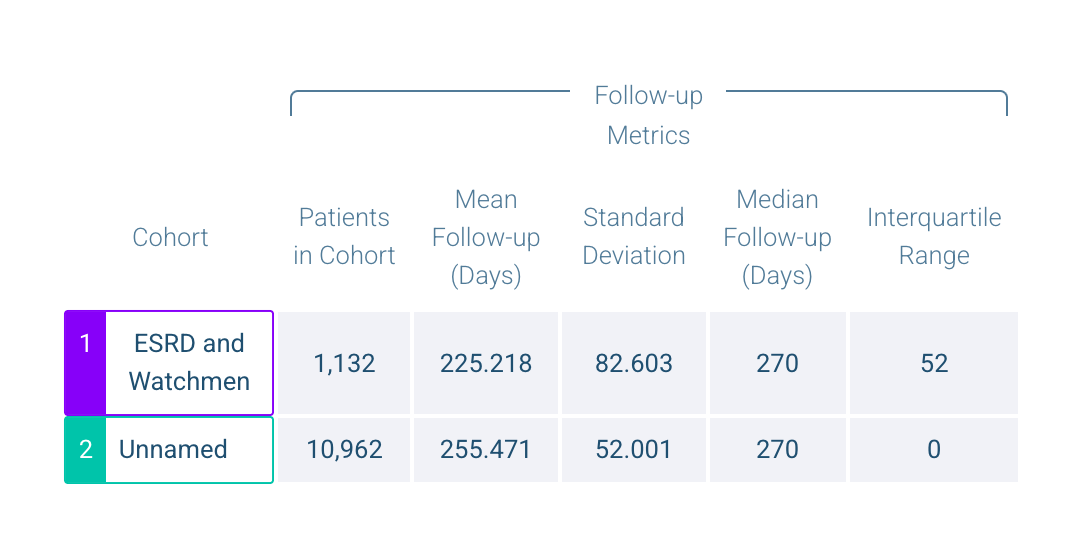 Follow-up
Metrics
Cohort
Patients
in Cohort
Mean
Follow-up
(Days)
Standard
Deviation
Median
Follow-up
(Days)
Interquartile
Range
1 ESRD and
Watchmen 1,132 225.218 82.603 270 52
2 Unnamed 10,962 255.471 52.001 270 0